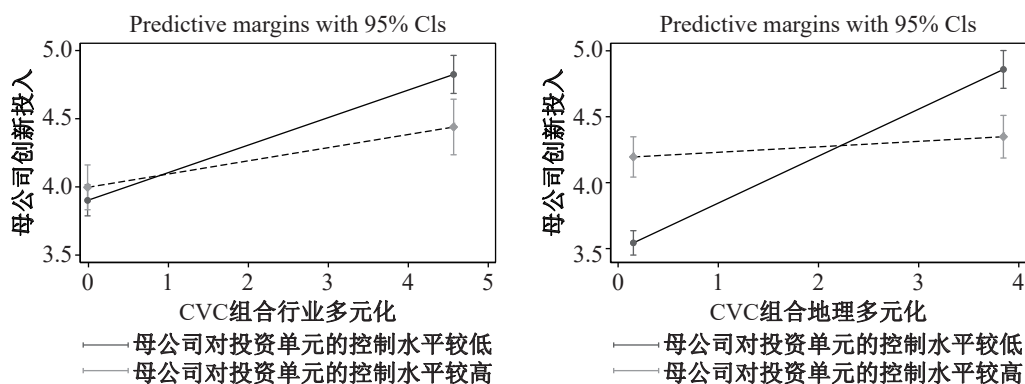 Predictive margins with 95% CIs
5.0
4.5
4.0
3.5
母公司创新投入
0 1 2 3 4 5
CVC组合行业多元化
母公司对投资单元的控制水平较低
母公司对投资单元的控制水平较高
Predictive margins with 95% CIs
5.0
4.5
4.0
3.5
母公司创新投入
0 1 2 3 4
CVC组合地理多元化
母公司对投资单元的控制水平较低
母公司对投资单元的控制水平较高